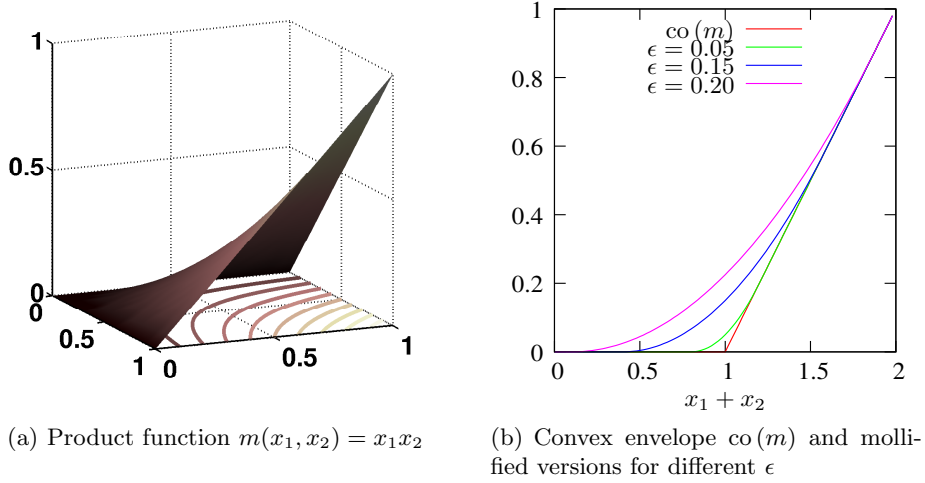 1
0.5
0
0
0.5
1
0
0.5
1
1
0.8
0.6
0.4
0.2
0
0
0.5
1
1.5
2
co (m)
ϵ = 0.05
ϵ = 0.15
ϵ = 0.20
x₁ + x₂
(a) Product function m(x₁, x₂) = x₁x₂
(b) Convex envelope co (m) and molli-
fied versions for different ϵ